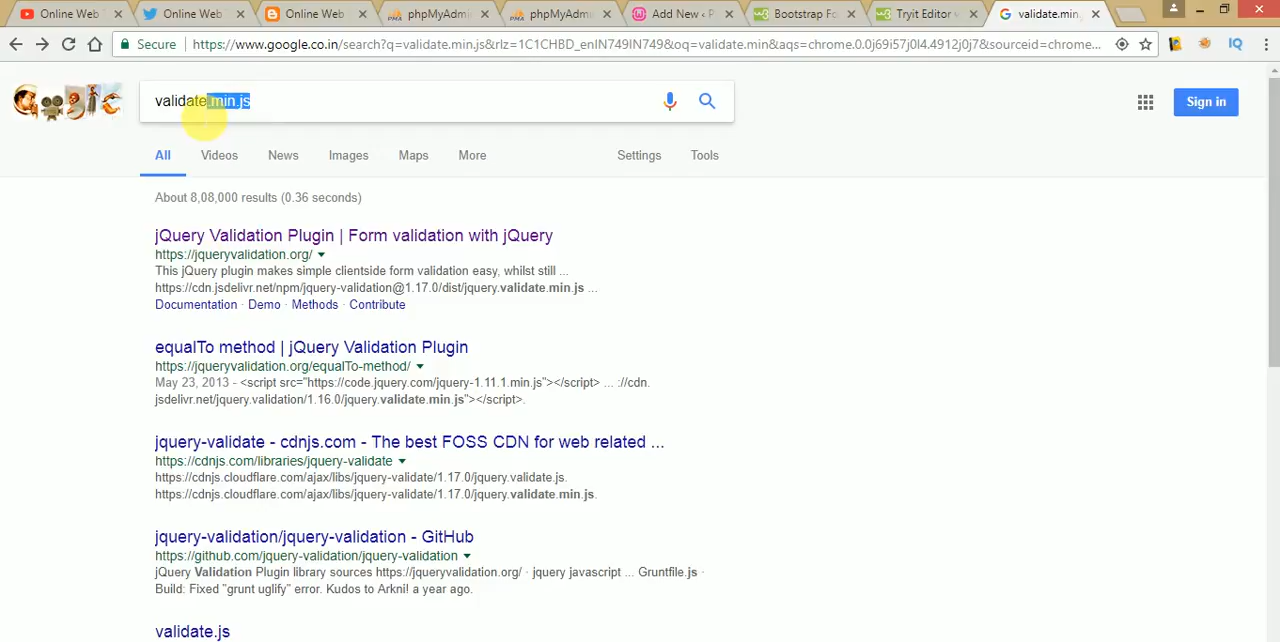 Online Web
Online Web
Online Web
phpMyAdmi
phpMyAdmi
Add New ‹ P
Bootstrap Fo
Tryit Editor v
validate.min.
Secure
https://www.google.co.in/search?q=validate.min.js&rlz=1C1CHBD_enIN749IN749&oq=validate.min&aqs=chrome.0.0j69i57j0l4.4912j0j7&sourceid=chrome...
IQ
validate.min.js
Sign in
All
Videos
News
Images
Maps
More
Settings
Tools
About 8,08,000 results (0.36 seconds)
jQuery Validation Plugin | Form validation with jQuery
https://jqueryvalidation.org/
This jQuery plugin makes simple clientside form validation easy, whilst still ...
https://cdn.jsdelivr.net/npm/jquery-validation@1.17.0/dist/jquery.validate.min.js ...
Documentation · Demo · Methods · Contribute
equalTo method | jQuery Validation Plugin
https://jqueryvalidation.org/equalTo-method/
May 23, 2013 - <script src="https://code.jquery.com/jquery-1.11.1.min.js"></script> ... ://cdn.
jsdelivr.net/jquery.validation/1.16.0/jquery.validate.min.js"></script>.
jquery-validate - cdnjs.com - The best FOSS CDN for web related ...
https://cdnjs.com/libraries/jquery-validate
https://cdnjs.cloudflare.com/ajax/libs/jquery-validate/1.17.0/jquery.validate.js.
https://cdnjs.cloudflare.com/ajax/libs/jquery-validate/1.17.0/jquery.validate.min.js.
jquery-validation/jquery-validation - GitHub
https://github.com/jquery-validation/jquery-validation
jQuery Validation Plugin library sources https://jqueryvalidation.org/ · jquery javascript ... Gruntfile.js ·
Build: Fixed "grunt uglify" error. Kudos to Arkni! a year ago.
validate.js